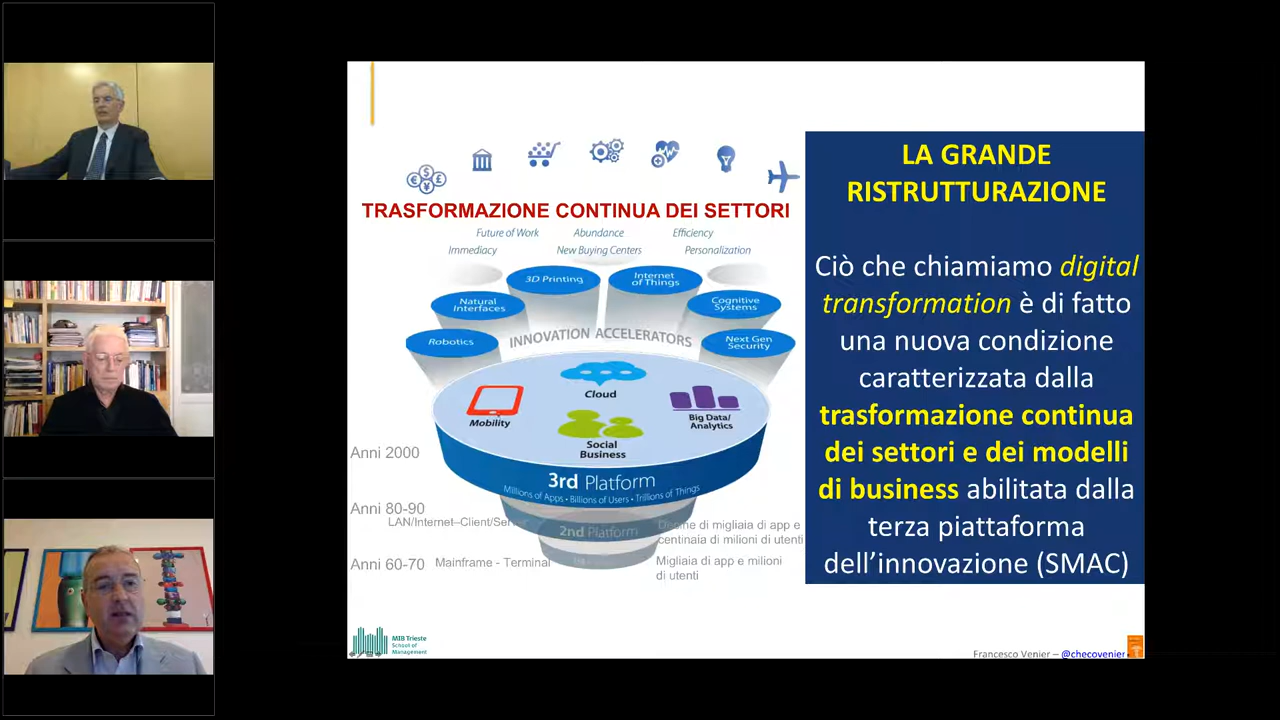 TRASFORMAZIONE CONTINUA DEI SETTORI
Future of Work
Abundance
Efficiency
Immediacy
New Buying Centers
Personalization
3D Printing
Internet
of Things
Natural
Interfaces
Cognitive
Systems
Robotics
INNOVATION ACCELERATORS
Next Gen
Security
Cloud
Mobility
Big Data/
Analytics
Social
Business
Anni 2000
3rd Platform
Millions of Apps • Billions of Users • Trillions of Things
Anni 80-90
LAN/Internet–Client/Server
2nd Platform
Decine di migliaia di app e
centinaia di milioni di utenti
Anni 60-70
Mainframe - Terminal
Migliaia di app e milioni
di utenti
LA GRANDE
RISTRUTTURAZIONE
Ciò che chiamiamo digital
transformation è di fatto
una nuova condizione
caratterizzata dalla
trasformazione continua
dei settori e dei modelli
di business abilitata dalla
terza piattaforma
dell’innovazione (SMAC)
MIB Trieste
School of
Management
Francesco Venier – @checovenier